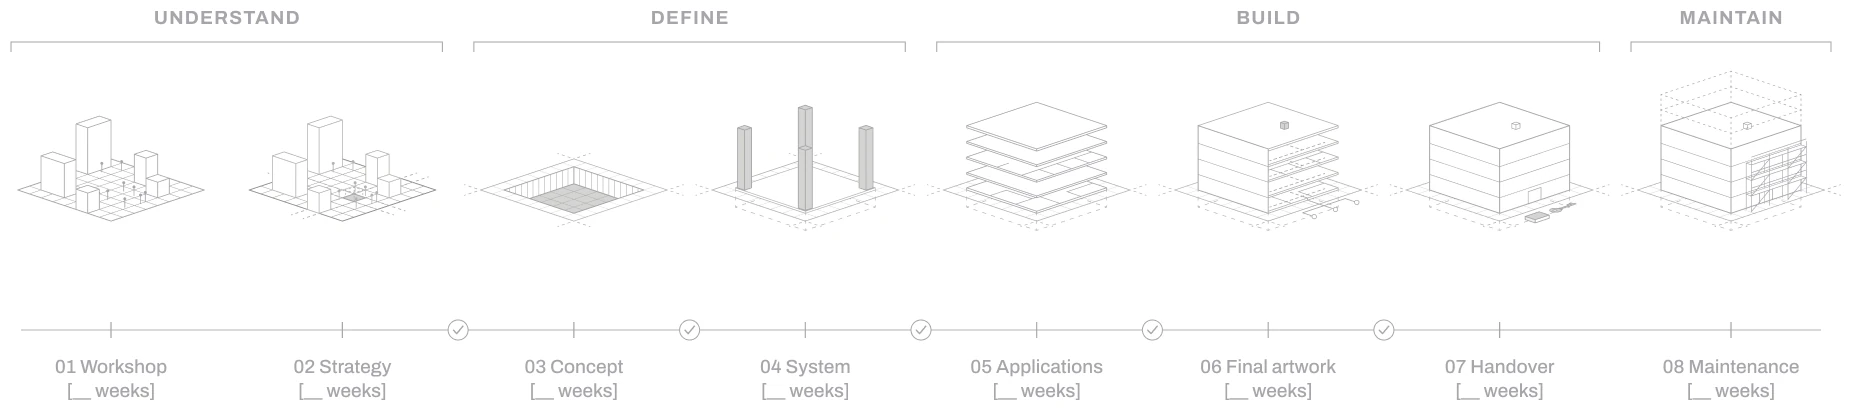 UNDERSTAND
DEFINE
BUILD
MAINTAIN
01 Workshop
[__ weeks]
02 Strategy
[__ weeks]
03 Concept
[__ weeks]
04 System
[__ weeks]
05 Applications
[__ weeks]
06 Final artwork
[__ weeks]
07 Handover
[__ weeks]
08 Maintenance
[__ weeks]